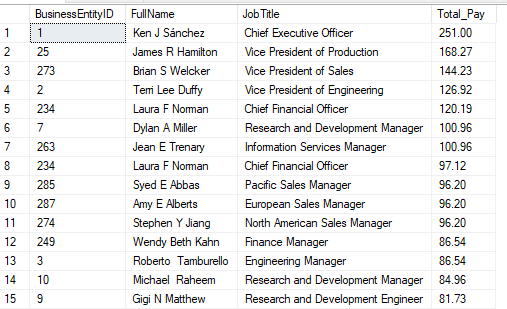 BusinessEntityID FullName JobTitle Total_Pay
1 1 Ken J Sánchez Chief Executive Officer 251.00
2 25 James R Hamilton Vice President of Production 168.27
3 273 Brian S Welcker Vice President of Sales 144.23
4 2 Terri Lee Duffy Vice President of Engineering 126.92
5 234 Laura F Norman Chief Financial Officer 120.19
6 7 Dylan A Miller Research and Development Manager 100.96
7 263 Jean E Trenary Information Services Manager 100.96
8 234 Laura F Norman Chief Financial Officer 97.12
9 285 Syed E Abbas Pacific Sales Manager 96.20
10 287 Amy E Alberts European Sales Manager 96.20
11 274 Stephen Y Jiang North American Sales Manager 96.20
12 249 Wendy Beth Kahn Finance Manager 86.54
13 3 Roberto  Tamburello Engineering Manager 86.54
14 10 Michael  Raheem Research and Development Manager 84.96
15 9 Gigi N Matthew Research and Development Engineer 81.73